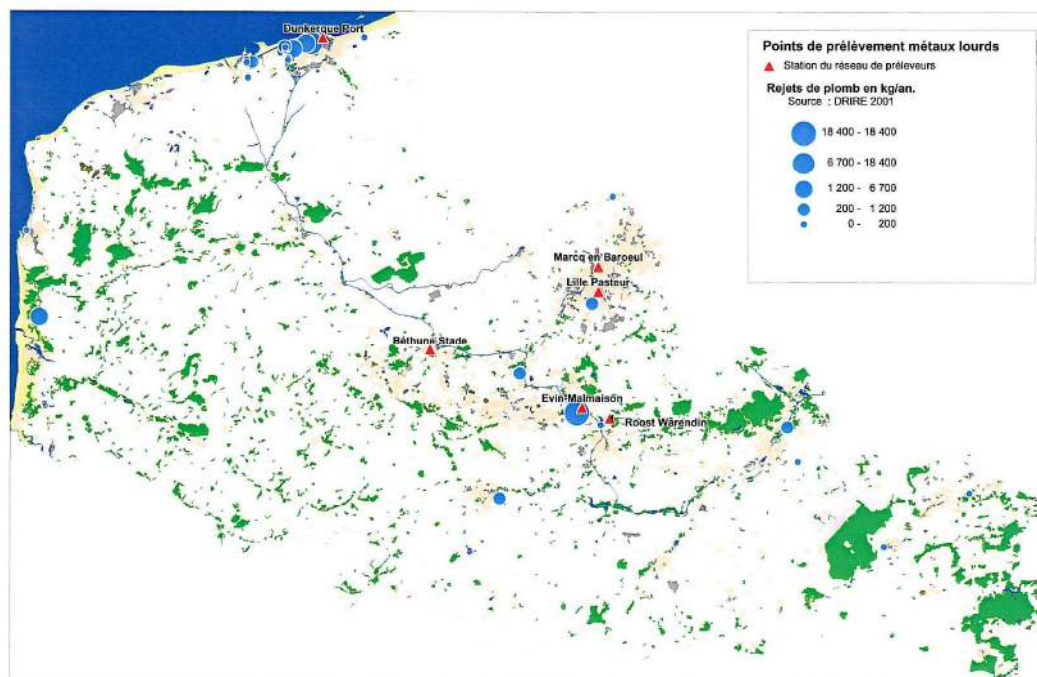 Dunkerque Port
Points de prélèvement métaux lourds
Station du réseau de préleveurs
Rejets de plomb en kg/an.
Source : DRIRE 2001
18 400 - 18 400
6 700 - 18 400
1 200 - 6 700
200 - 1 200
0 - 200
Marcq en Baroeul
Lille Pasteur
Béthune Stade
Evin-Malmaison
Roost Warendin